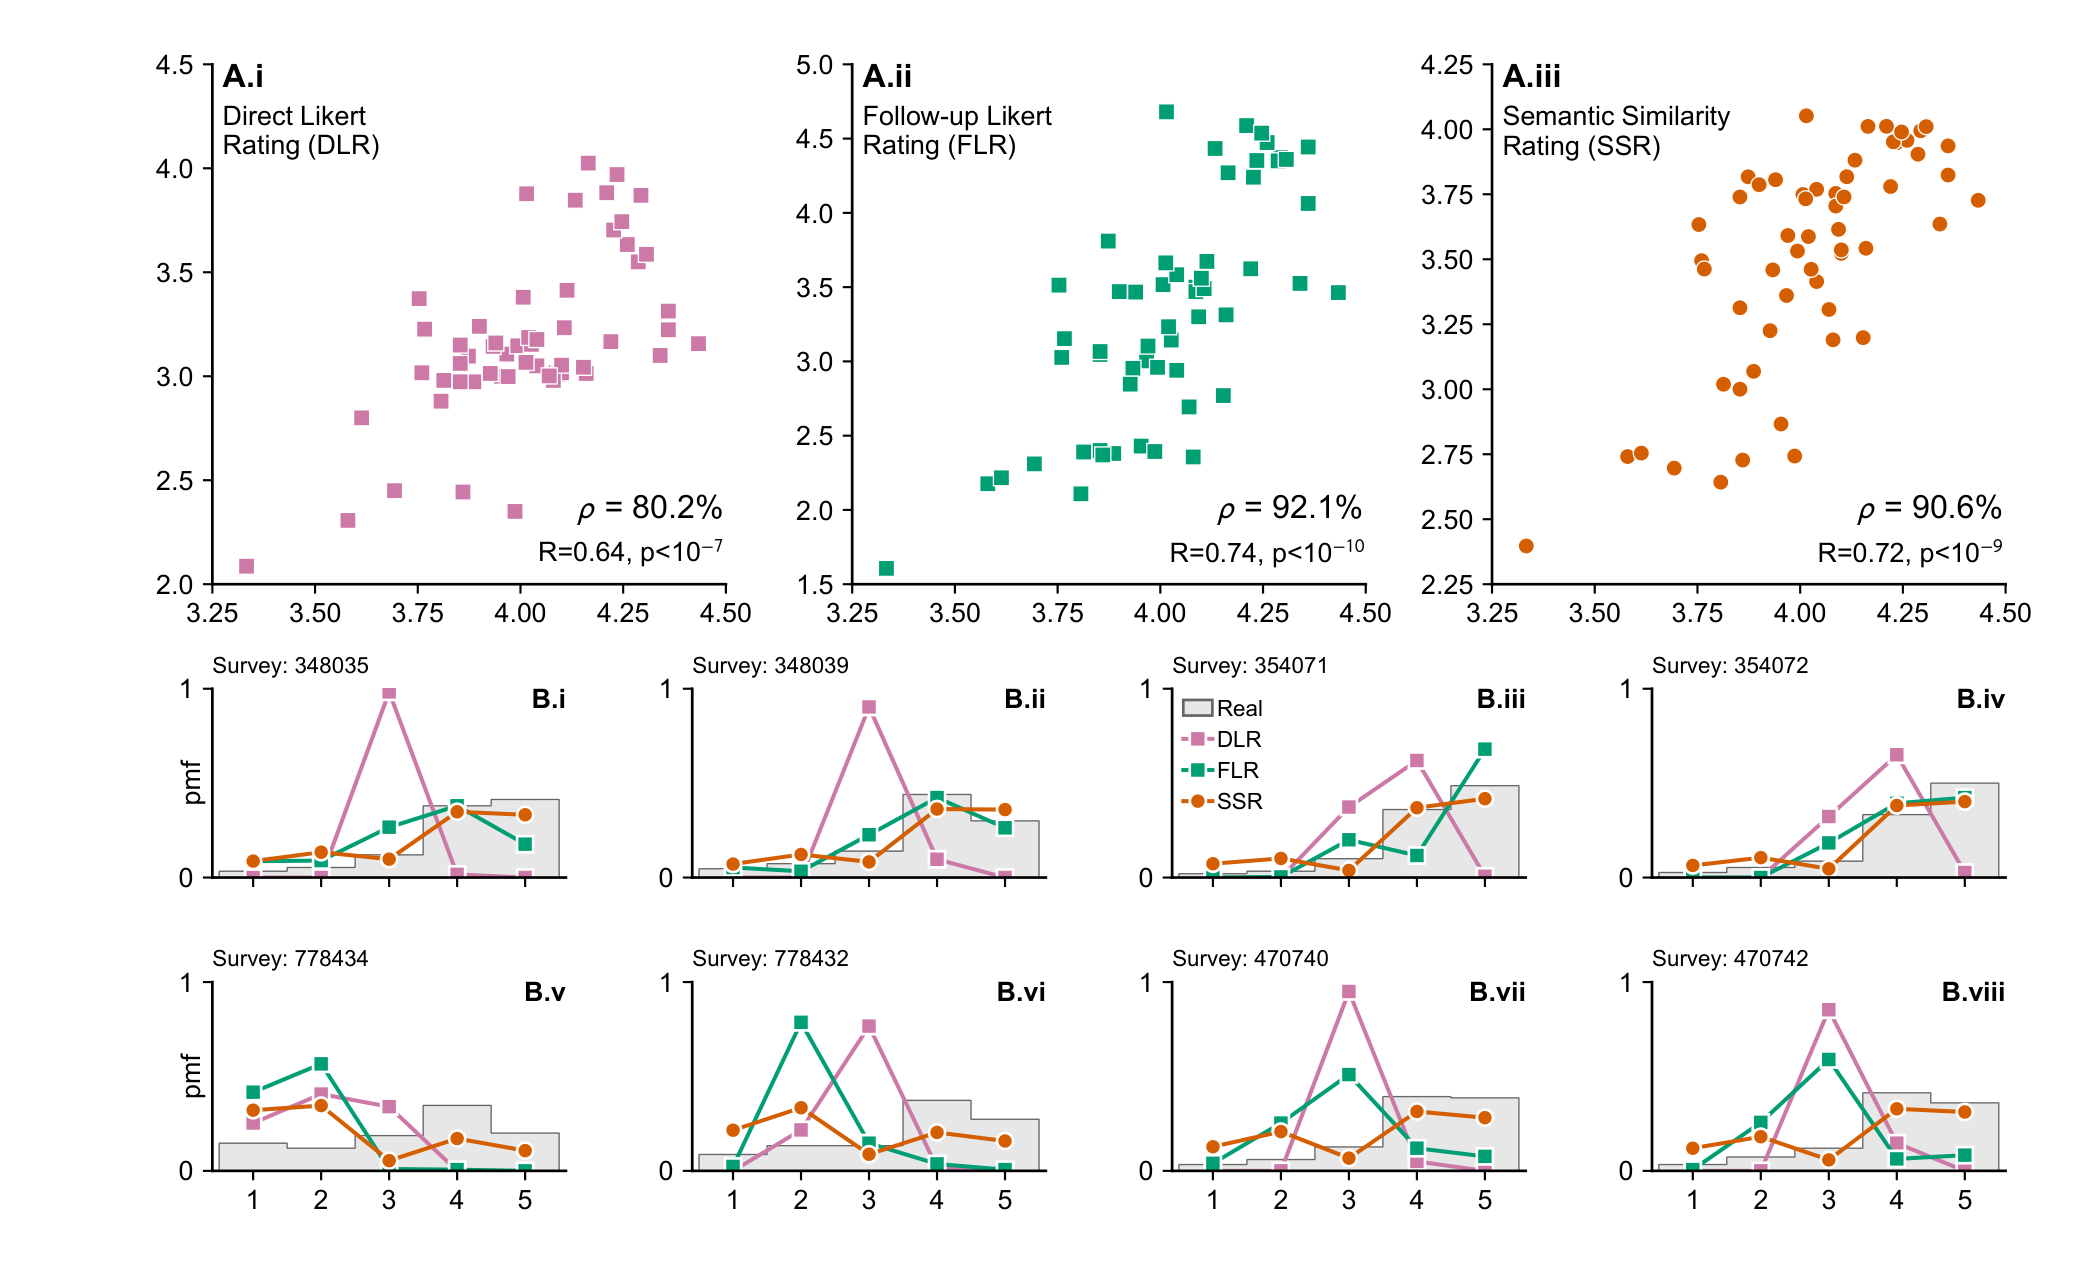 A.i
Direct Likert
Rating (DLR)
4.5
4.0
3.5
3.0
2.5
2.0
ρ = 80.2%
R=0.64, p<10⁻⁷
3.25 3.50 3.75 4.00 4.25 4.50
A.ii
Follow-up Likert
Rating (FLR)
5.0
4.5
4.0
3.5
3.0
2.5
2.0
1.5
ρ = 92.1%
R=0.74, p<10⁻¹⁰
3.25 3.50 3.75 4.00 4.25 4.50
A.iii
Semantic Similarity
Rating (SSR)
4.25
4.00
3.75
3.50
3.25
3.00
2.75
2.50
2.25
ρ = 90.6%
R=0.72, p<10⁻⁹
3.25 3.50 3.75 4.00 4.25 4.50
Survey: 348035
B.i
1
pmf
0
Survey: 348039
B.ii
1
0
Survey: 354071
B.iii
1
Real
DLR
FLR
SSR
0
Survey: 354072
B.iv
1
0
Survey: 778434
B.v
1
pmf
0
1 2 3 4 5
Survey: 778432
B.vi
1
0
1 2 3 4 5
Survey: 470740
B.vii
1
0
1 2 3 4 5
Survey: 470742
B.viii
1
0
1 2 3 4 5